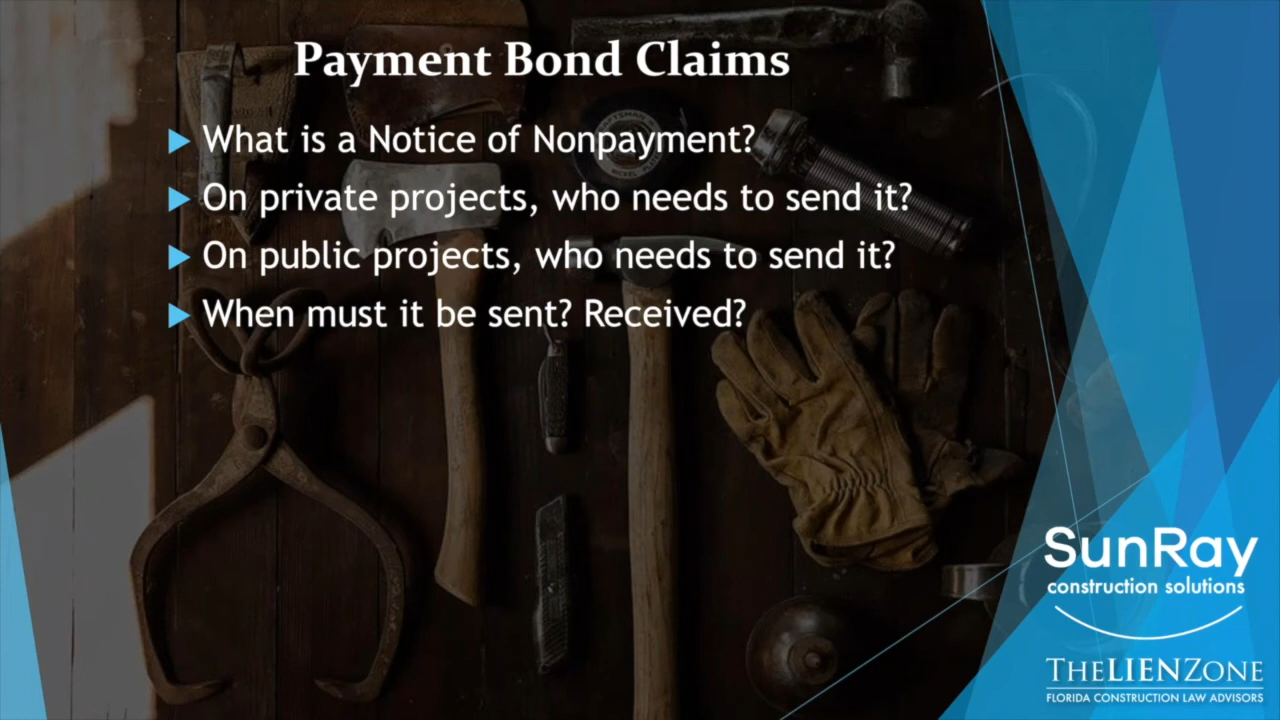 Payment Bond Claims
What is a Notice of Nonpayment?
On private projects, who needs to send it?
On public projects, who needs to send it?
When must it be sent? Received?
SunRay
construction solutions
THELIENZONE
FLORIDA CONSTRUCTION LAW ADVISORS